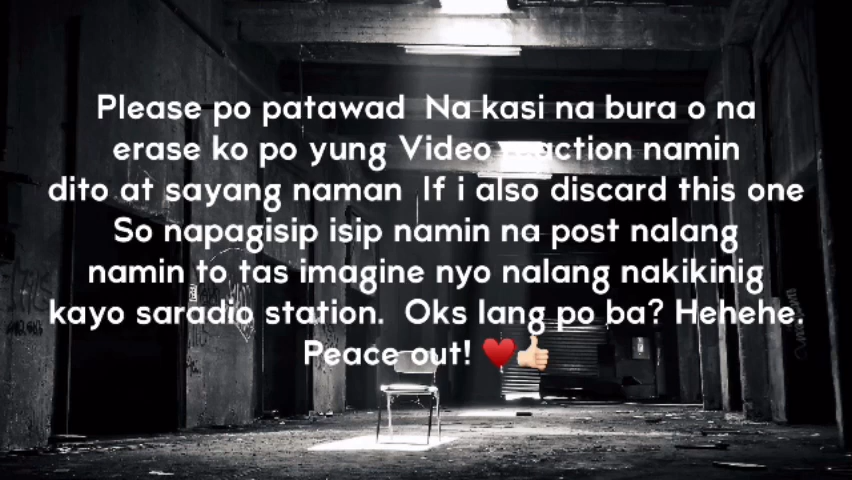 Please po patawad Na kasi na bura o na
erase ko po yung Video reaction namin
dito at sayang naman If i also discard this one
So napagisip isip namin na post nalang
namin to tas imagine nyo nalang nakikinig
kayo saradio station. Oks lang po ba? Hehehe.
Peace out! ❤️👍🏻